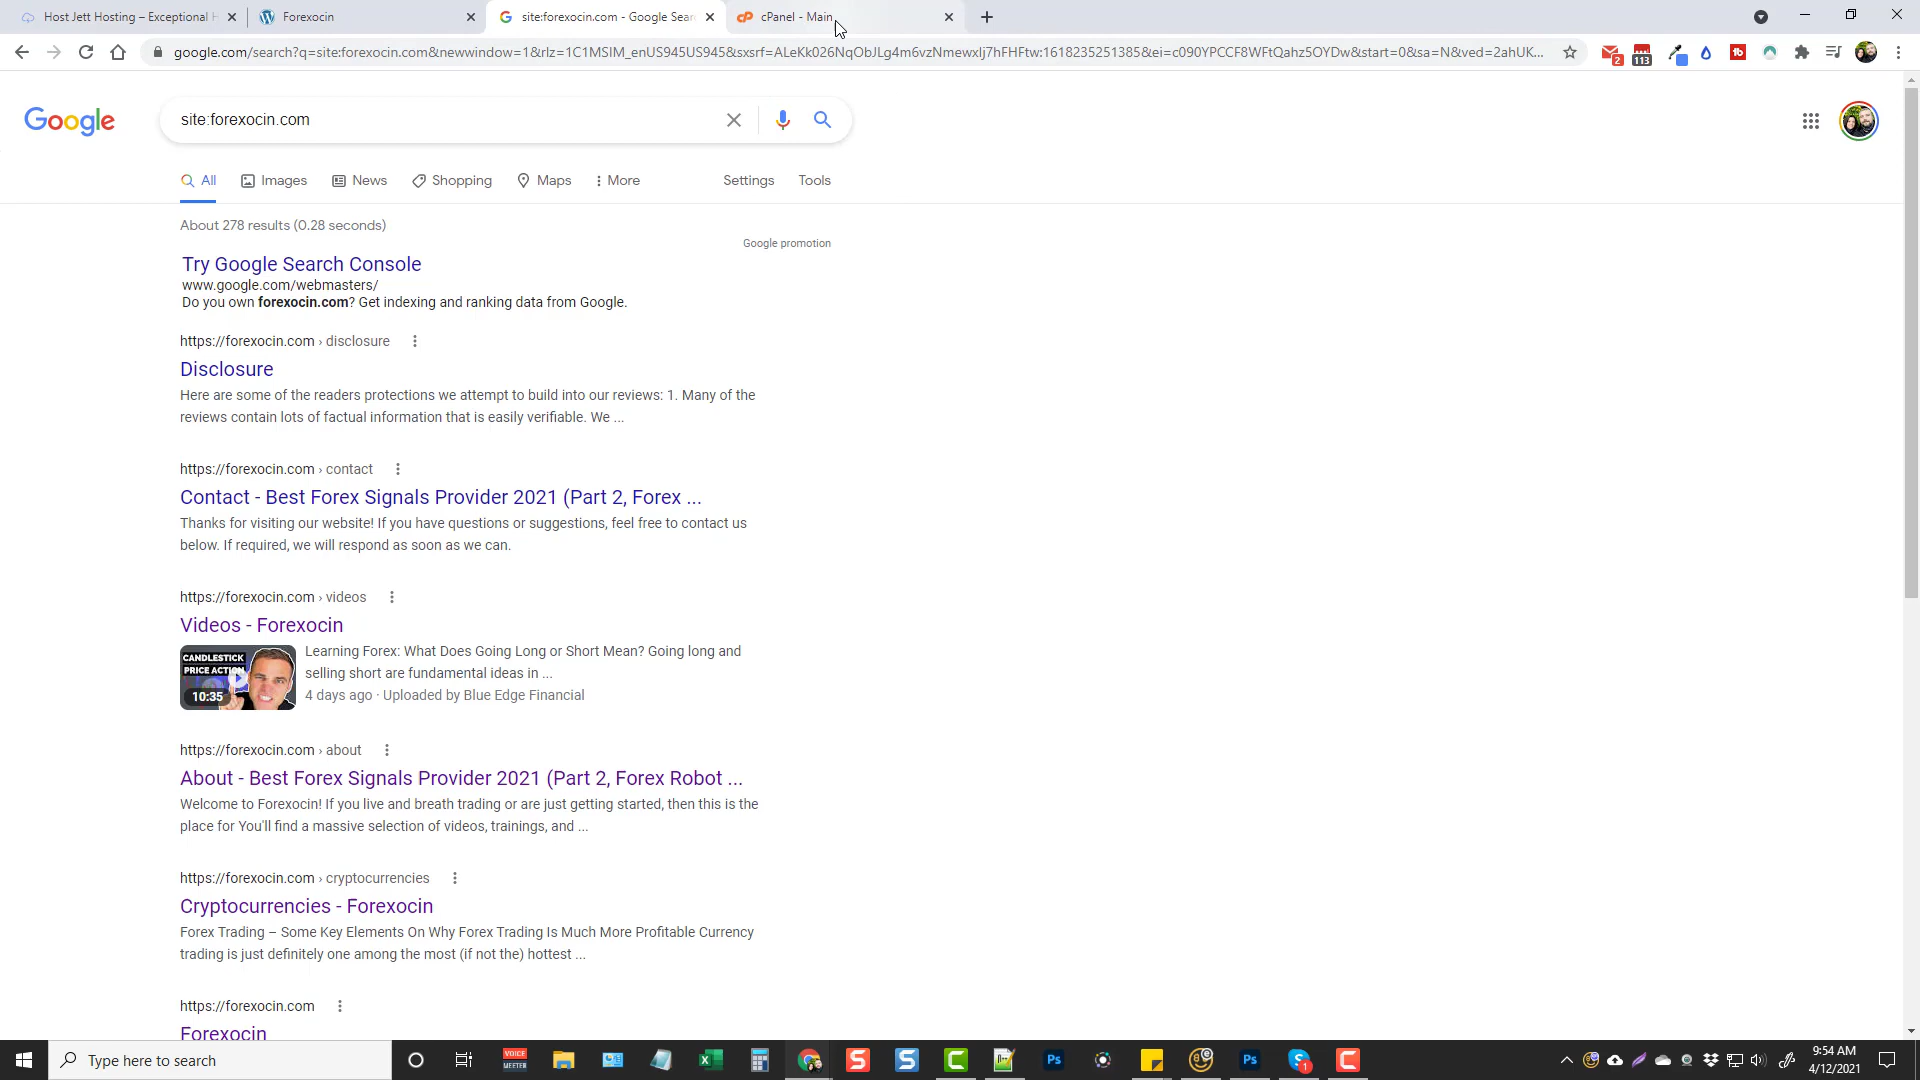 Host Jett Hosting – Exceptional H
Forexocin
site:forexocin.com - Google Sear
cPanel - Main
google.com/search?q=site:forexocin.com&newwindow=1&rlz=1C1MSIM_enUS945US945&sxsrf=ALeKk026NqObJLg4m6vzNmewxIj7hFHFtw:1618235251385&ei=c090YPCCF8WFtQahz5OYDw&start=0&sa=N&ved=2ahUK...
2
113
Google
site:forexocin.com
All
Images
News
Shopping
Maps
More
Settings
Tools
About 278 results (0.28 seconds)
Google promotion
Try Google Search Console
www.google.com/webmasters/
Do you own forexocin.com? Get indexing and ranking data from Google.
https://forexocin.com › disclosure
Disclosure
Here are some of the readers protections we attempt to build into our reviews: 1. Many of the
reviews contain lots of factual information that is easily verifiable. We ...
https://forexocin.com › contact
Contact - Best Forex Signals Provider 2021 (Part 2, Forex ...
Thanks for visiting our website! If you have questions or suggestions, feel free to contact us
below. If required, we will respond as soon as we can.
https://forexocin.com › videos
Videos - Forexocin
CANDLESTICK
PRICE ACTION
10:35
Learning Forex: What Does Going Long or Short Mean? Going long and
selling short are fundamental ideas in ...
4 days ago · Uploaded by Blue Edge Financial
https://forexocin.com › about
About - Best Forex Signals Provider 2021 (Part 2, Forex Robot ...
Welcome to Forexocin! If you live and breath trading or are just getting started, then this is the
place for You'll find a massive selection of videos, trainings, and ...
https://forexocin.com › cryptocurrencies
Cryptocurrencies - Forexocin
Forex Trading – Some Key Elements On Why Forex Trading Is Much More Profitable Currency
trading is just definitely one among the most (if not the) hottest ...
https://forexocin.com
Forexocin
Type here to search
VOICE
MEETER
Ps
Ps
1
9:54 AM
4/12/2021